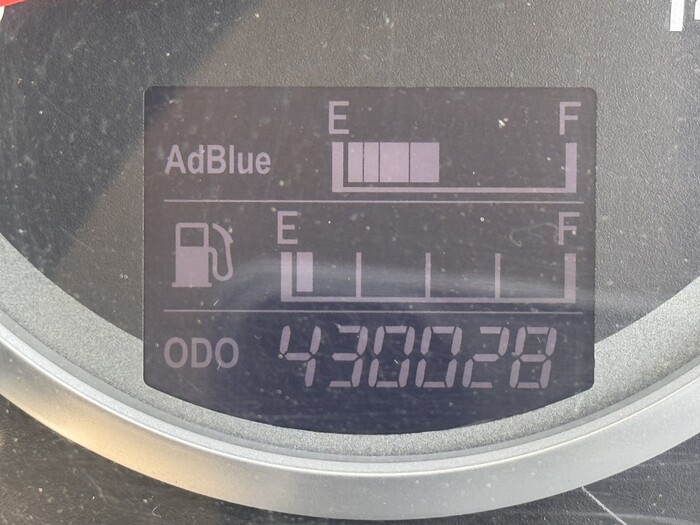 E F
AdBlue
E F
ODO 430028